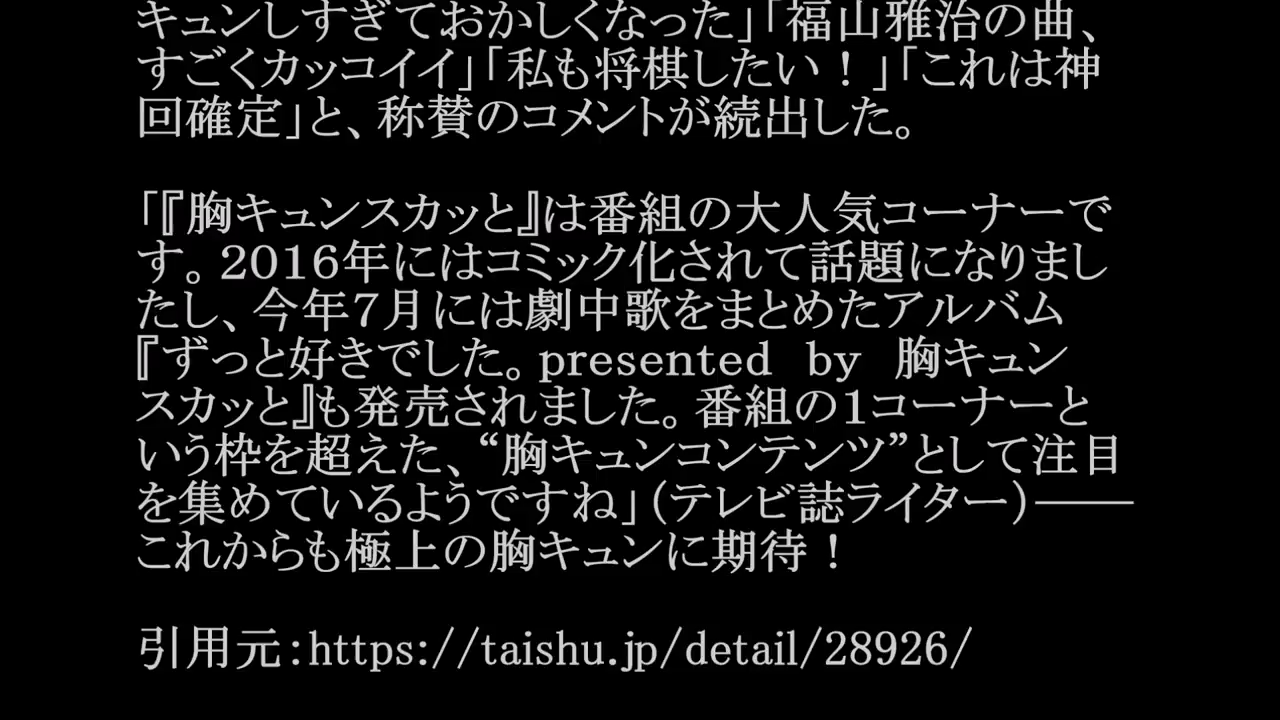 キュンしすぎておかしくなった」「福山雅治の曲、
すごくカッコイイ」「私も将棋したい！」「これは神
回確定」と、称賛のコメントが続出した。
「『胸キュンスカッと』は番組の大人気コーナーで
す。2016年にはコミック化されて話題になりまし
たし、今年7月には劇中歌をまとめたアルバム
『ずっと好きでした。presented by 胸キュン
スカッと』も発売されました。番組の1コーナーと
いう枠を超えた、“胸キュンコンテンツ”として注目
を集めているようですね」（テレビ誌ライター）――
これからも極上の胸キュンに期待！
引用元：https://taishu.jp/detail/28926/